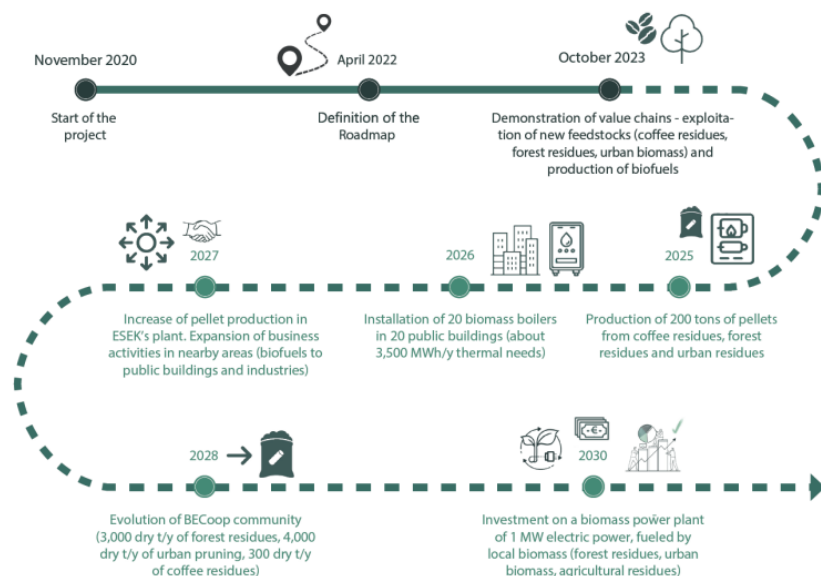 November 2020
Start of the
project
April 2022
Definition of the
Roadmap
October 2023
Demonstration of value chains - exploita-
tion of new feedstocks (coffee residues,
forest residues, urban biomass) and
production of biofuels
2025
Production of 200 tons of pellets
from coffee residues, forest
residues and urban residues
2026
Installation of 20 biomass boilers
in 20 public buildings (about
3,500 MWh/y thermal needs)
2027
Increase of pellet production in
ESEK's plant. Expansion of business
activities in nearby areas (biofuels to
public buildings and industries)
2028
Evolution of BECoop community
(3,000 dry t/y of forest residues, 4,000
dry t/y of urban pruning, 300 dry t/y
of coffee residues)
€
2030
Investment on a biomass power plant
of 1 MW electric power, fueled by
local biomass (forest residues, urban
biomass, agricultural residues)